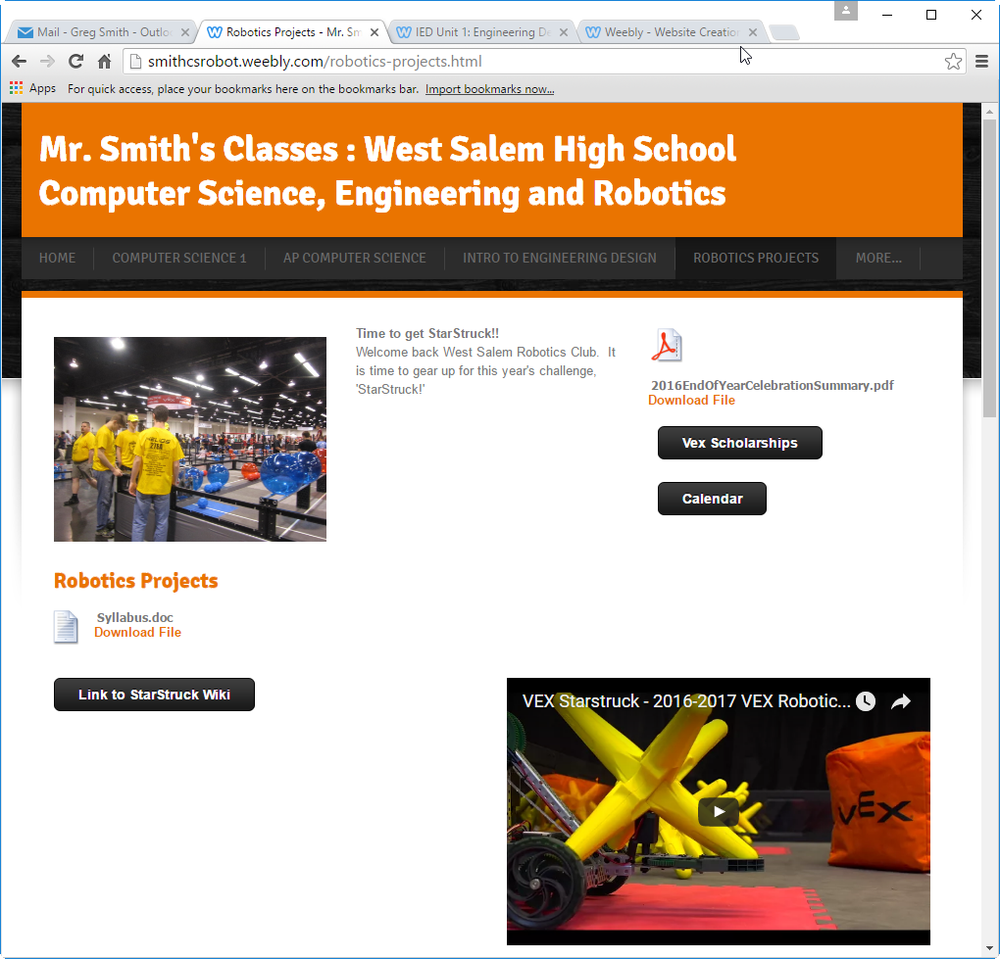 Mail - Greg Smith - Outlo
Robotics Projects - Mr. Sm
IED Unit 1: Engineering De
Weebly - Website Creation
smithcsrobot.weebly.com/robotics-projects.html
Apps For quick access, place your bookmarks here on the bookmarks bar. Import bookmarks now...
Mr. Smith's Classes : West Salem High School
Computer Science, Engineering and Robotics
HOME COMPUTER SCIENCE 1 AP COMPUTER SCIENCE INTRO TO ENGINEERING DESIGN ROBOTICS PROJECTS MORE...
Time to get StarStruck!!
Welcome back West Salem Robotics Club. It
is time to gear up for this year's challenge,
'StarStruck!'
2016EndOfYearCelebrationSummary.pdf
Download File
Vex Scholarships
Calendar
Robotics Projects
Syllabus.doc
Download File
Link to StarStruck Wiki
VEX Starstruck - 2016-2017 VEX Robotic...
VEX